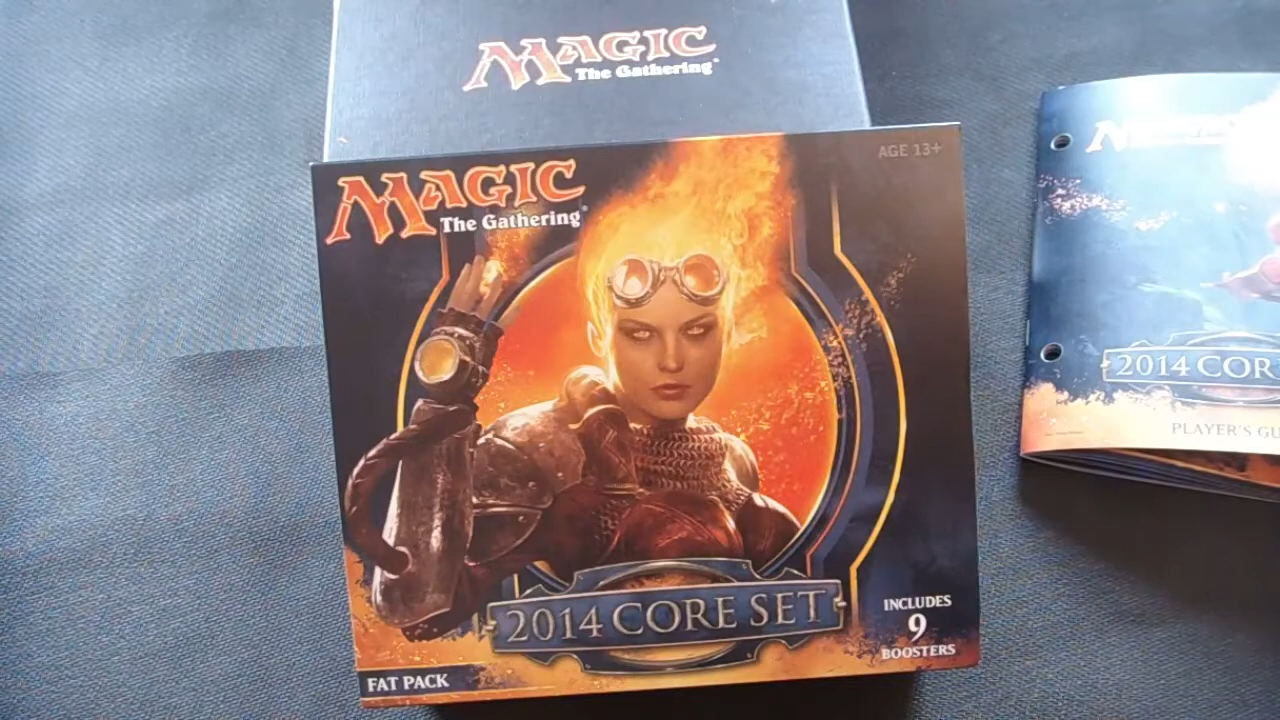 MAGIC
The Gathering®
MAGIC
The Gathering®
AGE 13+
2014 CORE SET
INCLUDES
9
BOOSTERS
FAT PACK
2014 COR
PLAYER'S GU